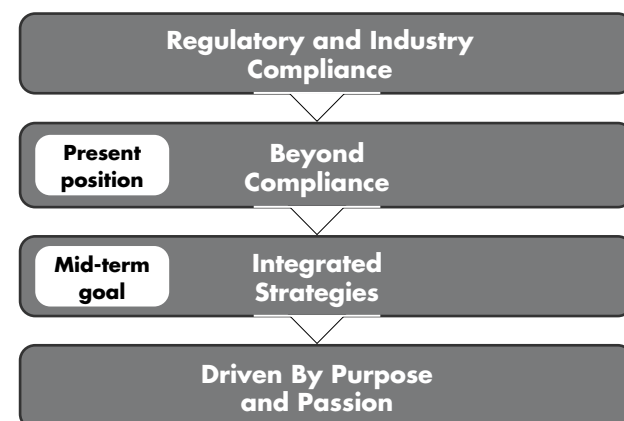 Regulatory and Industry
Compliance
Present
position
Beyond
Compliance
Mid-term
goal
Integrated
Strategies
Driven By Purpose
and Passion